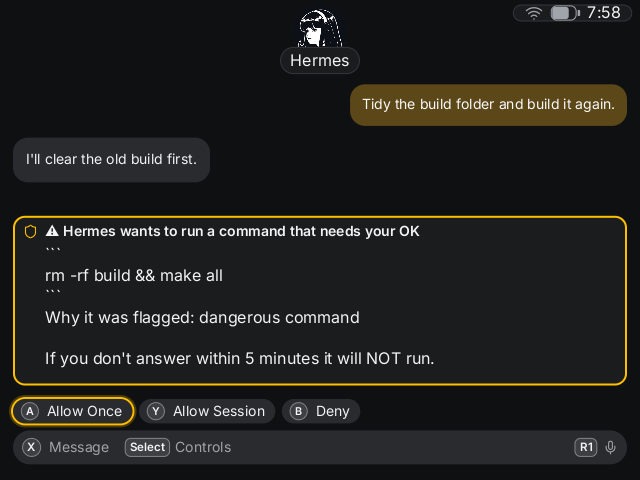 7:58
Hermes
Tidy the build folder and build it again.
I'll clear the old build first.
⚠ Hermes wants to run a command that needs your OK
```
rm -rf build && make all
```
Why it was flagged: dangerous command
If you don't answer within 5 minutes it will NOT run.
A Allow Once Y Allow Session B Deny
X Message Select Controls R1